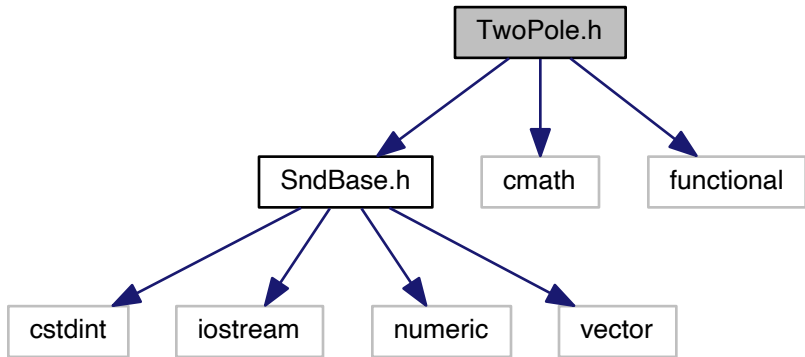 TwoPole.h
SndBase.h
cmath
functional
cstdint
iostream
numeric
vector